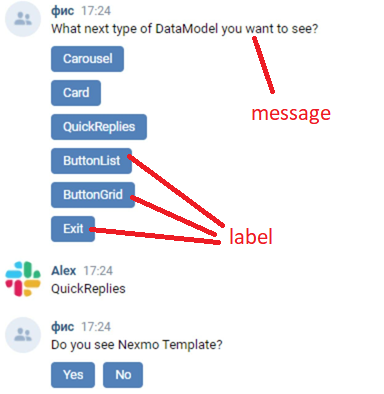 фис 17:24
What next type of DataModel you want to see?
Carousel
Card
message
QuickReplies
ButtonList
ButtonGrid
Exit
label
Alex 17:24
QuickReplies
фис 17:24
Do you see Nexmo Template?
Yes No